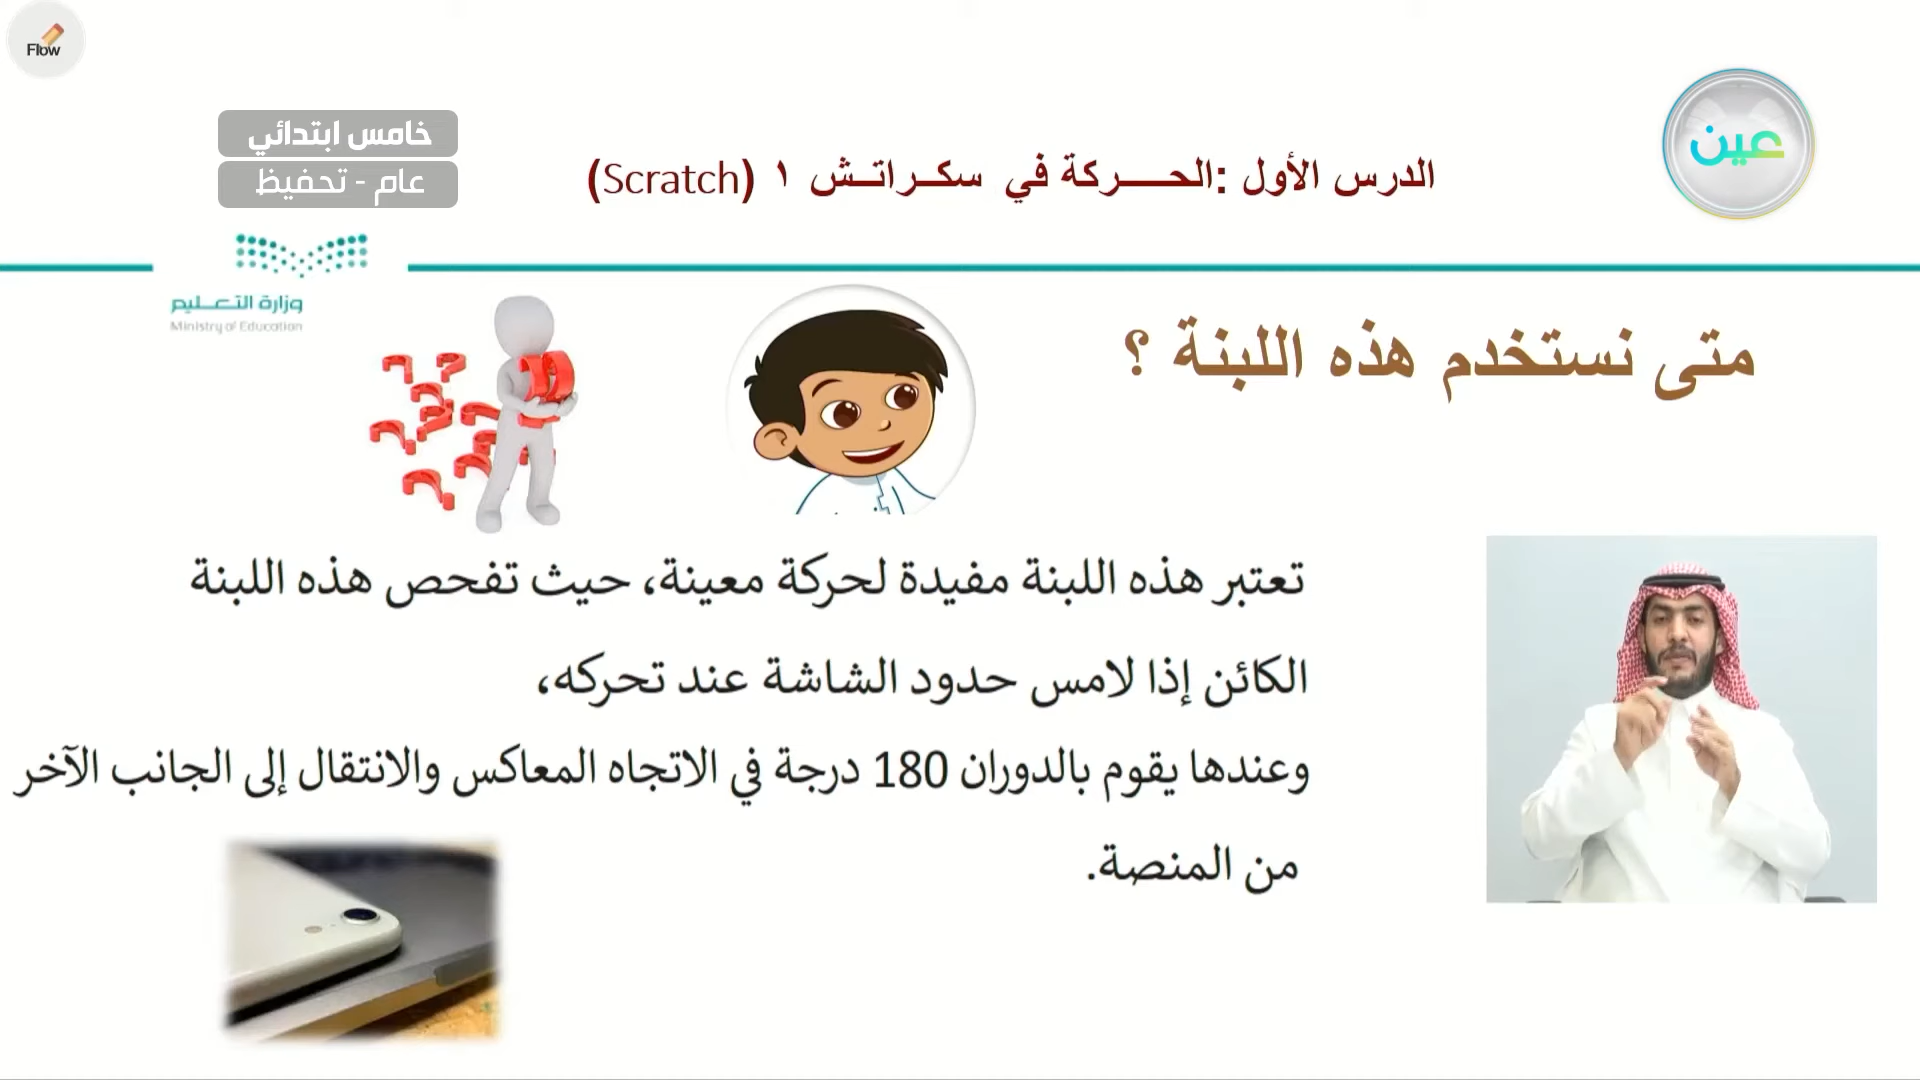 Flow
خامس ابتدائي
عام - تحفيظ
عين
الدرس الأول :الحـــركة في سكـراتـش ١ (Scratch)
وزارة التعـليم
Ministry of Education
متى نستخدم هذه اللبنة ؟
تعتبر هذه اللبنة مفيدة لحركة معينة، حيث تفحص هذه اللبنة
الكائن إذا لامس حدود الشاشة عند تحركه،
وعندها يقوم بالدوران 180 درجة في الاتجاه المعاكس والانتقال إلى الجانب الآخر
من المنصة.